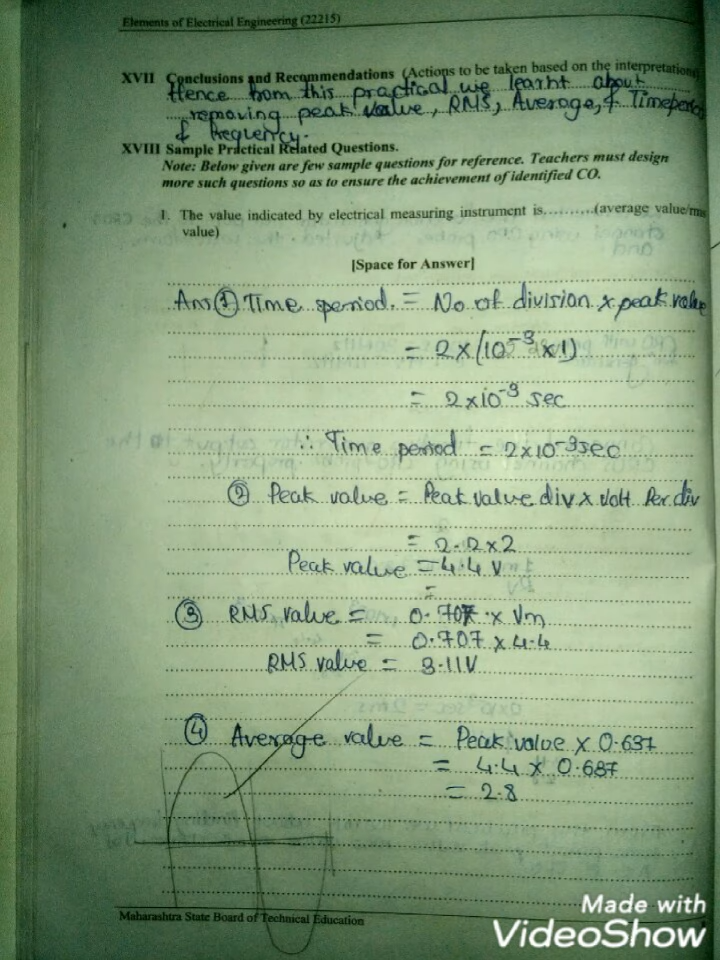 Elements of Electrical Engineering (22215)
XVII Conclusions and Recommendations (Actions to be taken based on the interpretation
Hence from this practical we learnt about
removing peak value, RMS, Average, & Timeperiod
& frequency.
XVIII Sample Practical Related Questions.
Note: Below given are few sample questions for reference. Teachers must design
more such questions so as to ensure the achievement of identified CO.
1. The value indicated by electrical measuring instrument is..........(average value/rms
value)
[Space for Answer]
Ans ① Time period. = No of division × peak value
= 2×(10⁻³ ×1)
= 2×10⁻³ sec
∴ Time period = 2×10⁻³sec
② Peak value = Peak value div × volt Per div
= 2.2×2
Peak value = 4.4 V
=
③ RMS value = 0.707 × Vm
= 0.707 × 4.4
RMS value = 3.11V
④ Average value = Peak value × 0.637
= 4.4 × 0.637
= 2.8
Maharashtra State Board of Technical Education
Made with
VideoShow